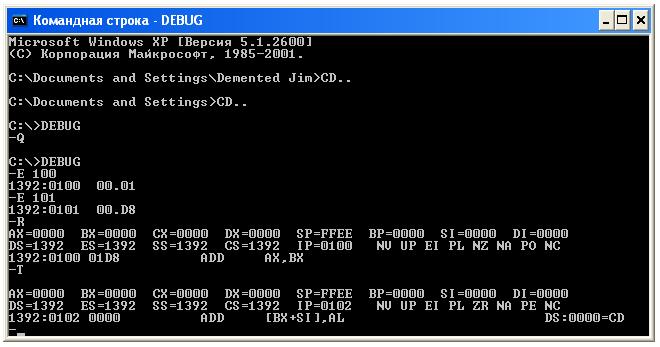 Командная строка - DEBUG
Microsoft Windows XP [Версия 5.1.2600]
(C) Корпорация Майкрософт, 1985-2001.
C:\Documents and Settings\Demented Jim>CD..
C:\Documents and Settings>CD..
C:\>DEBUG
-Q
C:\>DEBUG
-E 100
1392:0100  00.01
-E 101
1392:0101  00.D8
-R
AX=0000  BX=0000  CX=0000  DX=0000  SP=FFEE  BP=0000  SI=0000  DI=0000
DS=1392  ES=1392  SS=1392  CS=1392  IP=0100   NV UP EI PL NZ NA PO NC
1392:0100 01D8          ADD     AX,BX
-T
AX=0000  BX=0000  CX=0000  DX=0000  SP=FFEE  BP=0000  SI=0000  DI=0000
DS=1392  ES=1392  SS=1392  CS=1392  IP=0102   NV UP EI PL ZR NA PE NC
1392:0102 0000          ADD     [BX+SI],AL                         DS:0000=CD
-_